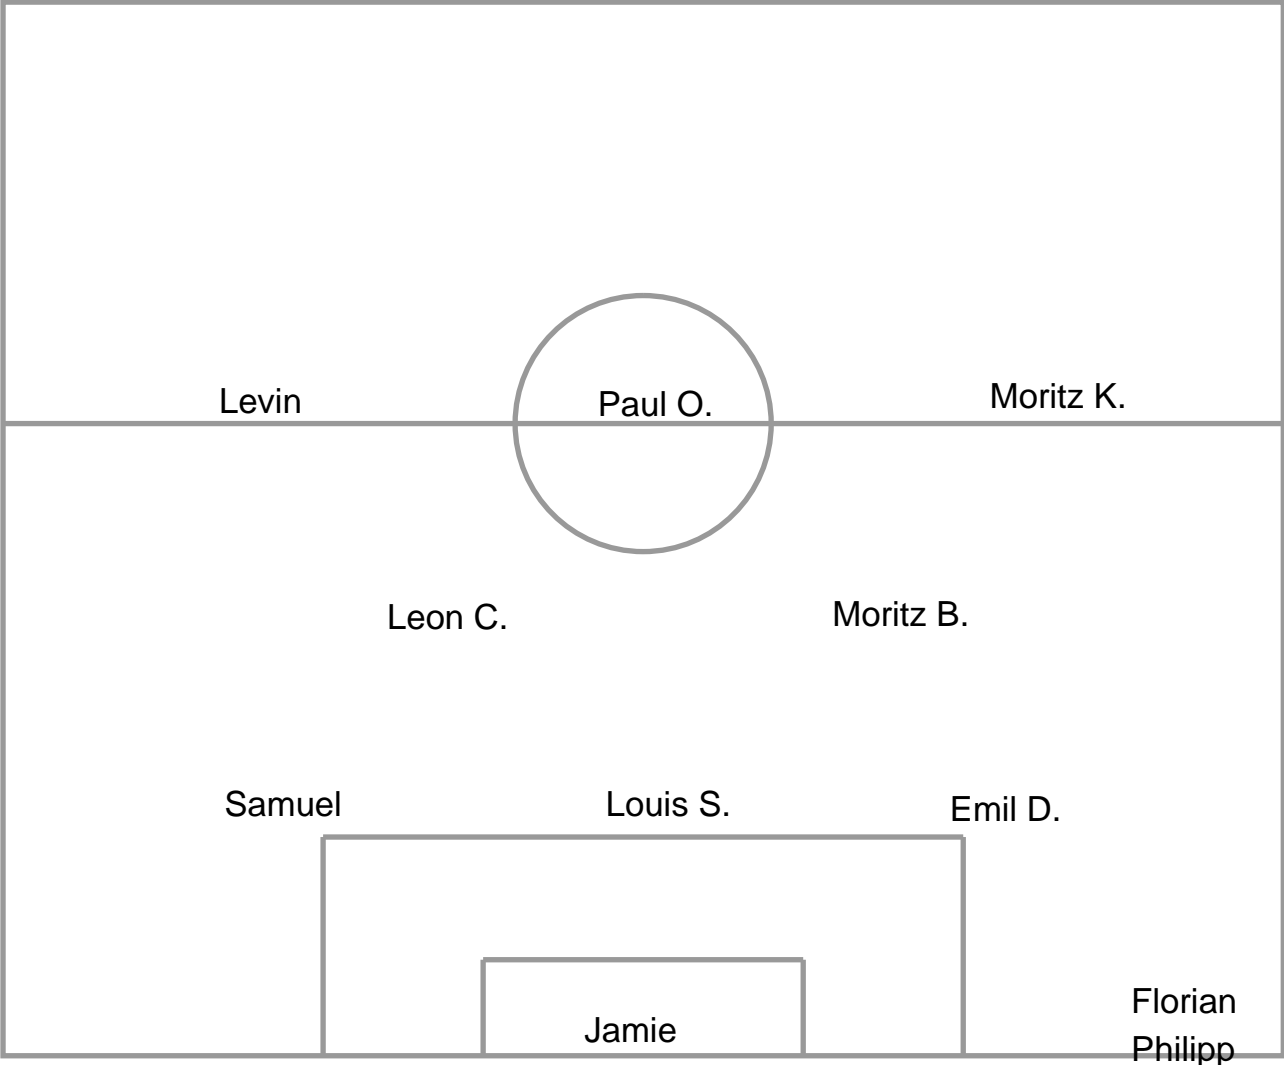 Levin
Paul O.
Moritz K.
Leon C.
Moritz B.
Samuel
Louis S.
Emil D.
Jamie
Florian
Philipp